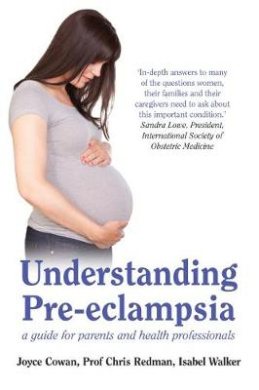 'In-depth answers to many
of the questions women,
their families and their
caregivers need to ask about
this important condition.'
Sandra Lowe, President,
International Society of
Obstetric Medicine
Understanding
Pre-eclampsia
a guide for parents and health professionals
Joyce Cowan, Prof Chris Redman, Isabel Walker